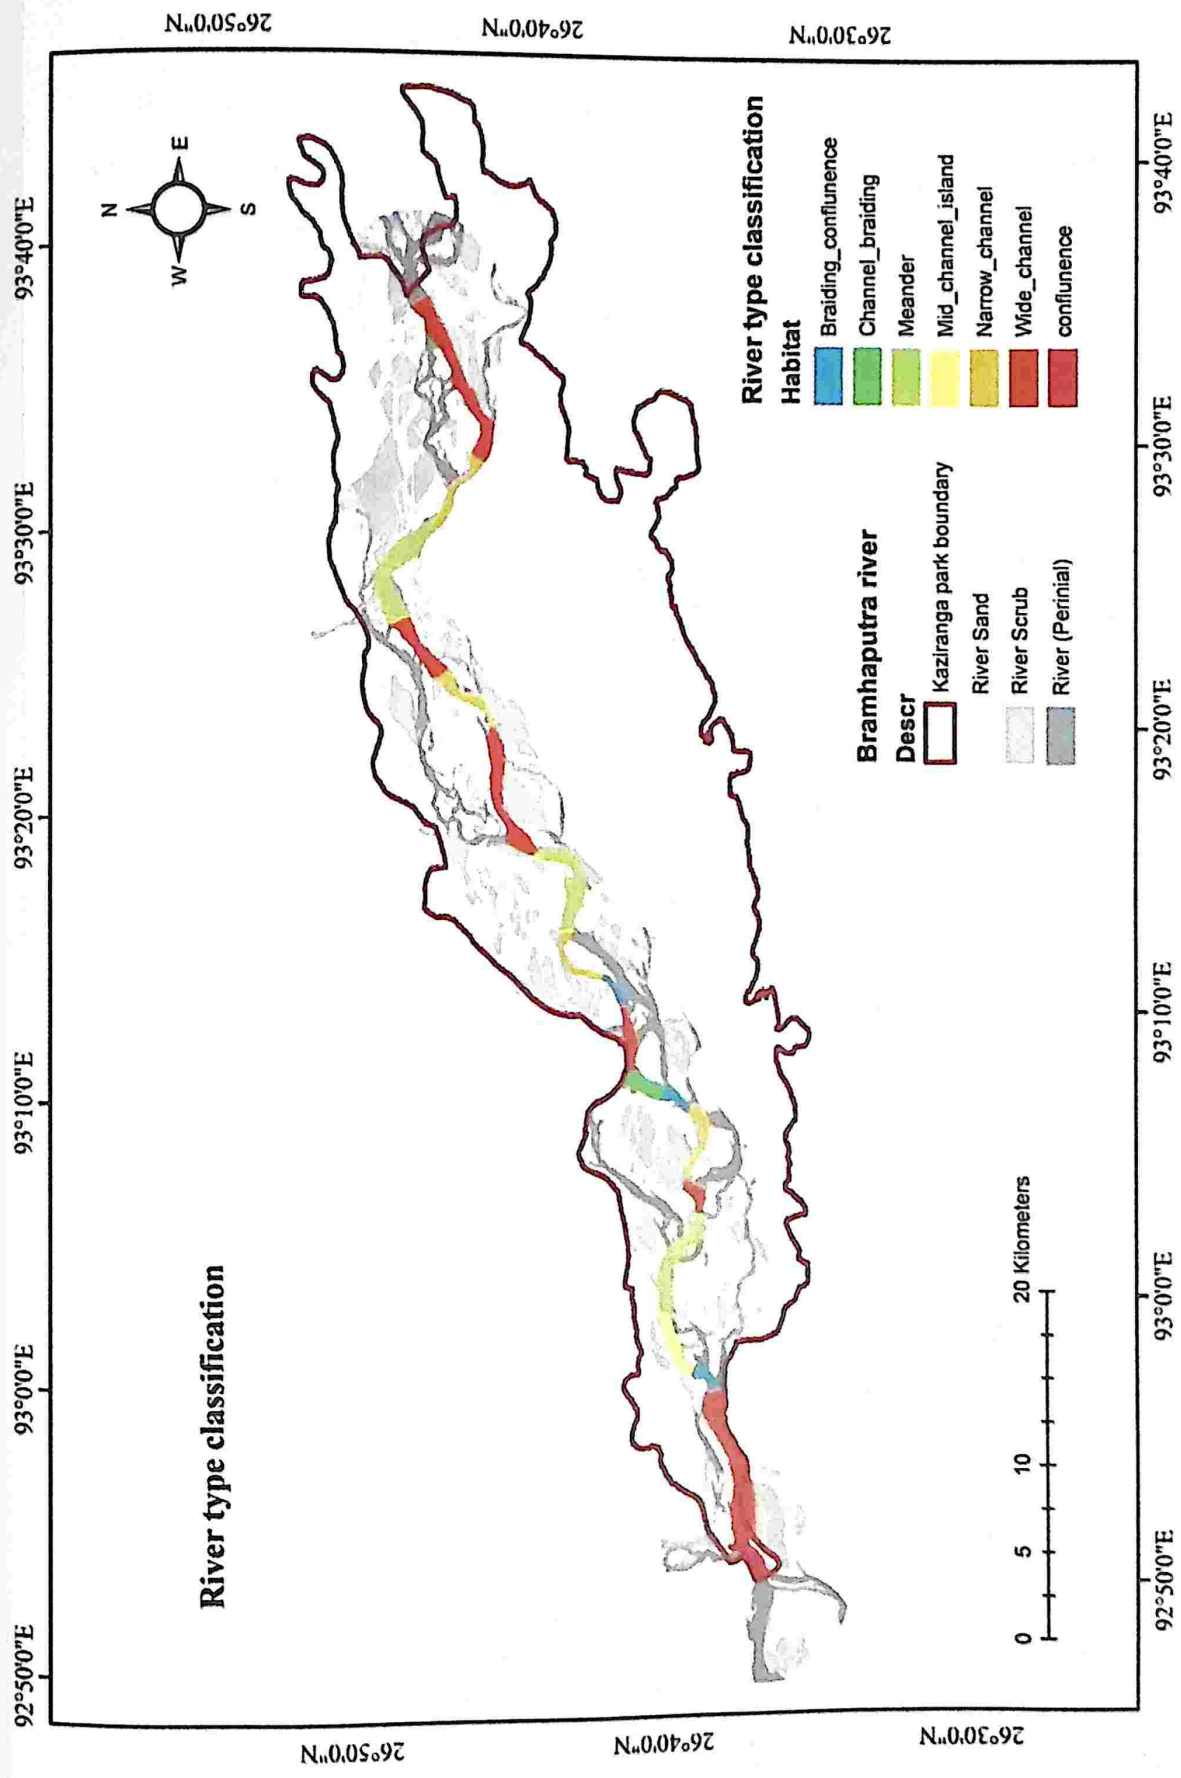 River type classification
92°50'0"E
93°0'0"E
93°10'0"E
93°20'0"E
93°30'0"E
93°40'0"E
N
W
E
S
26°50'0"N
26°40'0"N
26°30'0"N
26°50'0"N
26°40'0"N
26°30'0"N
River type classification
Habitat
Braiding_conflunence
Channel_braiding
Meander
Mid_channel_island
Narrow_channel
Wide_channel
conflunence
Bramhaputra river
Descr
Kaziranga park boundary
River Sand
River Scrub
River (Perinial)
0 5 10 20 Kilometers
92°50'0"E
93°0'0"E
93°10'0"E
93°20'0"E
93°30'0"E
93°40'0"E